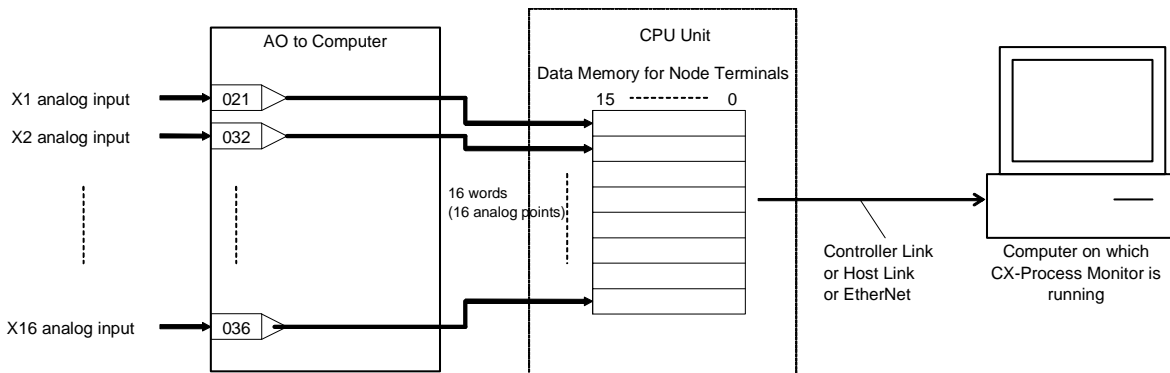 AO to Computer
CPU Unit
Data Memory for Node Terminals
15
0
X1 analog input
021
X2 analog input
032
16 words
(16 analog points)
X16 analog input
036
Controller Link
or Host Link
or EtherNet
Computer on which
CX-Process Monitor is
running